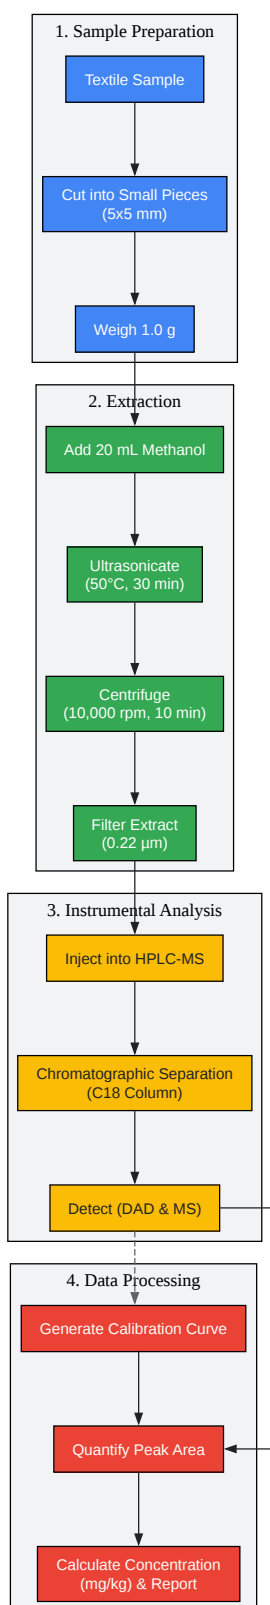 1. Sample Preparation
Textile Sample
Cut into Small Pieces
(5x5 mm)
Weigh 1.0 g
2. Extraction
Add 20 mL Methanol
Ultrasonicate
(50°C, 30 min)
Centrifuge
(10,000 rpm, 10 min)
Filter Extract
(0.22 µm)
3. Instrumental Analysis
Inject into HPLC-MS
Chromatographic Separation
(C18 Column)
Detect (DAD & MS)
4. Data Processing
Generate Calibration Curve
Quantify Peak Area
Calculate Concentration
(mg/kg) & Report